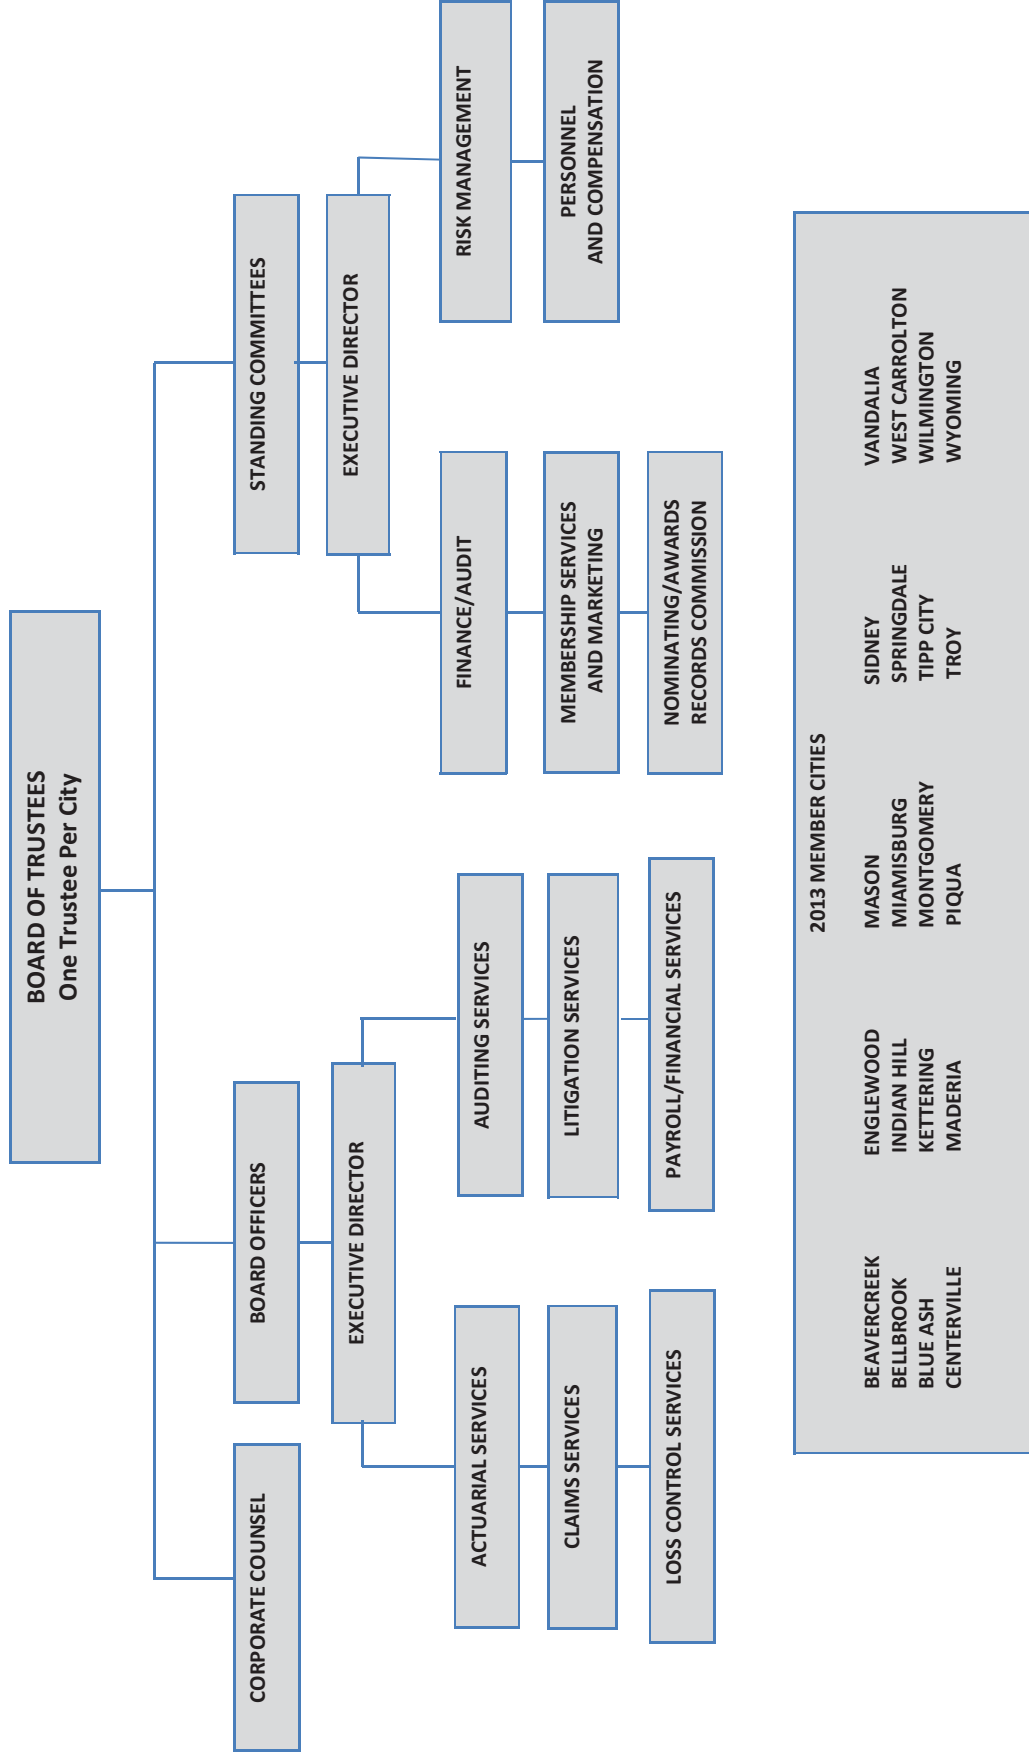 BOARD OF TRUSTEES
One Trustee Per City
CORPORATE COUNSEL
BOARD OFFICERS
STANDING COMMITTEES
EXECUTIVE DIRECTOR
EXECUTIVE DIRECTOR
ACTUARIAL SERVICES
AUDITING SERVICES
FINANCE/AUDIT
RISK MANAGEMENT
CLAIMS SERVICES
LITIGATION SERVICES
MEMBERSHIP SERVICES
AND MARKETING
PERSONNEL
AND COMPENSATION
LOSS CONTROL SERVICES
PAYROLL/FINANCIAL SERVICES
NOMINATING/AWARDS
RECORDS COMMISSION
2013 MEMBER CITIES
BEAVERCREEK
BELLBROOK
BLUE ASH
CENTERVILLE
ENGLEWOOD
INDIAN HILL
KETTERING
MADERIA
MASON
MIAMISBURG
MONTGOMERY
PIQUA
SIDNEY
SPRINGDALE
TIPP CITY
TROY
VANDALIA
WEST CARROLTON
WILMINGTON
WYOMING